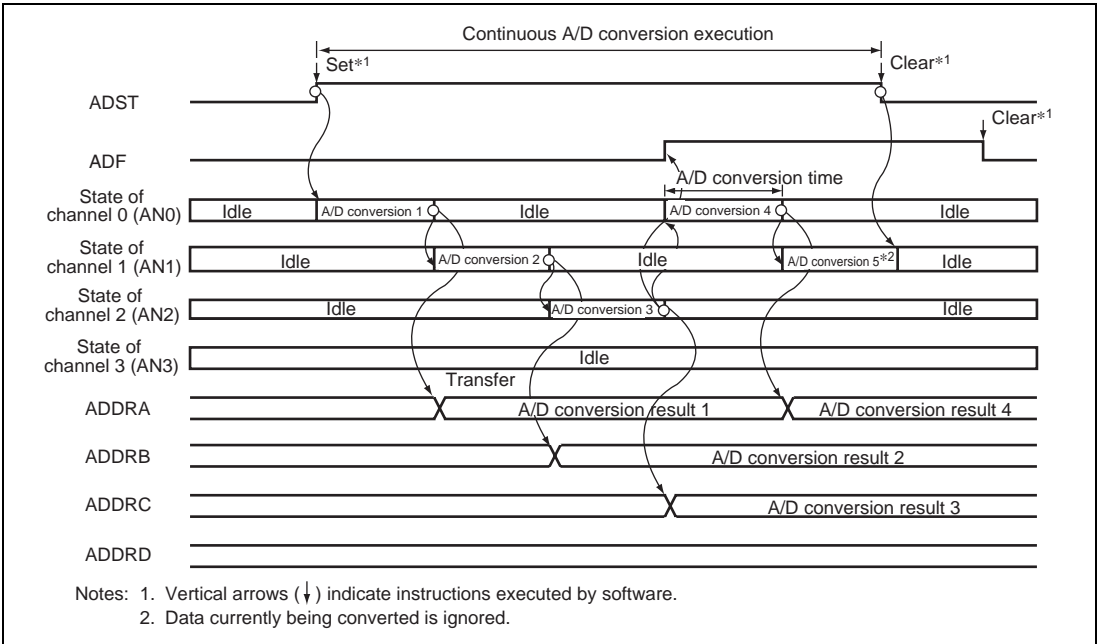 Continuous A/D conversion execution
Set*1
Clear*1
ADST
Clear*1
ADF
A/D conversion time
State of
channel 0 (AN0)
Idle
A/D conversion 1
Idle
A/D conversion 4
Idle
State of
channel 1 (AN1)
Idle
A/D conversion 2
Idle
A/D conversion 5*2
Idle
State of
channel 2 (AN2)
Idle
A/D conversion 3
Idle
State of
channel 3 (AN3)
Idle
Transfer
ADDRA
A/D conversion result 1
A/D conversion result 4
ADDRB
A/D conversion result 2
ADDRC
A/D conversion result 3
ADDRD
Notes: 1. Vertical arrows (↓) indicate instructions executed by software.
2. Data currently being converted is ignored.